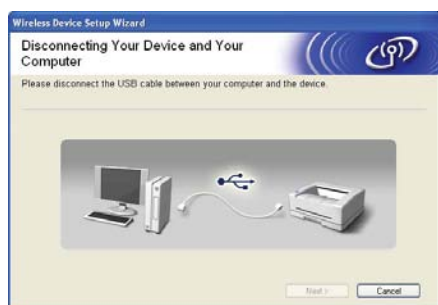 Wireless Device Setup Wizard
Disconnecting Your Device and Your
Computer
Please disconnect the USB cable between your computer and the device.
Next >
Cancel